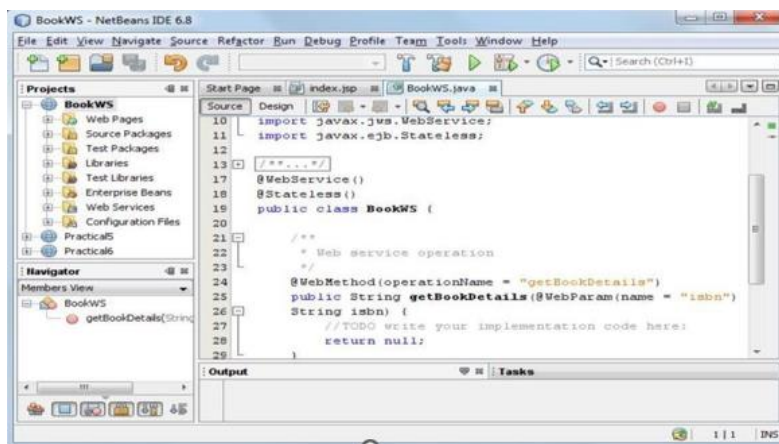 BookWS - NetBeans IDE 6.8
File Edit View Navigate Source Refactor Run Debug Profile Team Tools Window Help
Search (Ctrl+I)
Projects
BookWS
Web Pages
Source Packages
Test Packages
Libraries
Test Libraries
Enterprise Beans
Web Services
Configuration Files
Practical5
Practical6
Navigator
Members View
BookWS
getBookDetails(String
Start Page index.jsp BookWS.java
Source Design
10 import javax.jws.WebService;
11 import javax.ejb.Stateless;
12
13 /**...*/
17 @WebService()
18 @Stateless()
19 public class BookWS {
20
21 /**
22 * Web service operation
23 */
24 @WebMethod(operationName = "getBookDetails")
25 public String getBookDetails(@WebParam(name = "isbn")
26 String isbn) {
27 //TODO write your implementation code here:
28 return null;
29 }
Output Tasks
1|1 INS